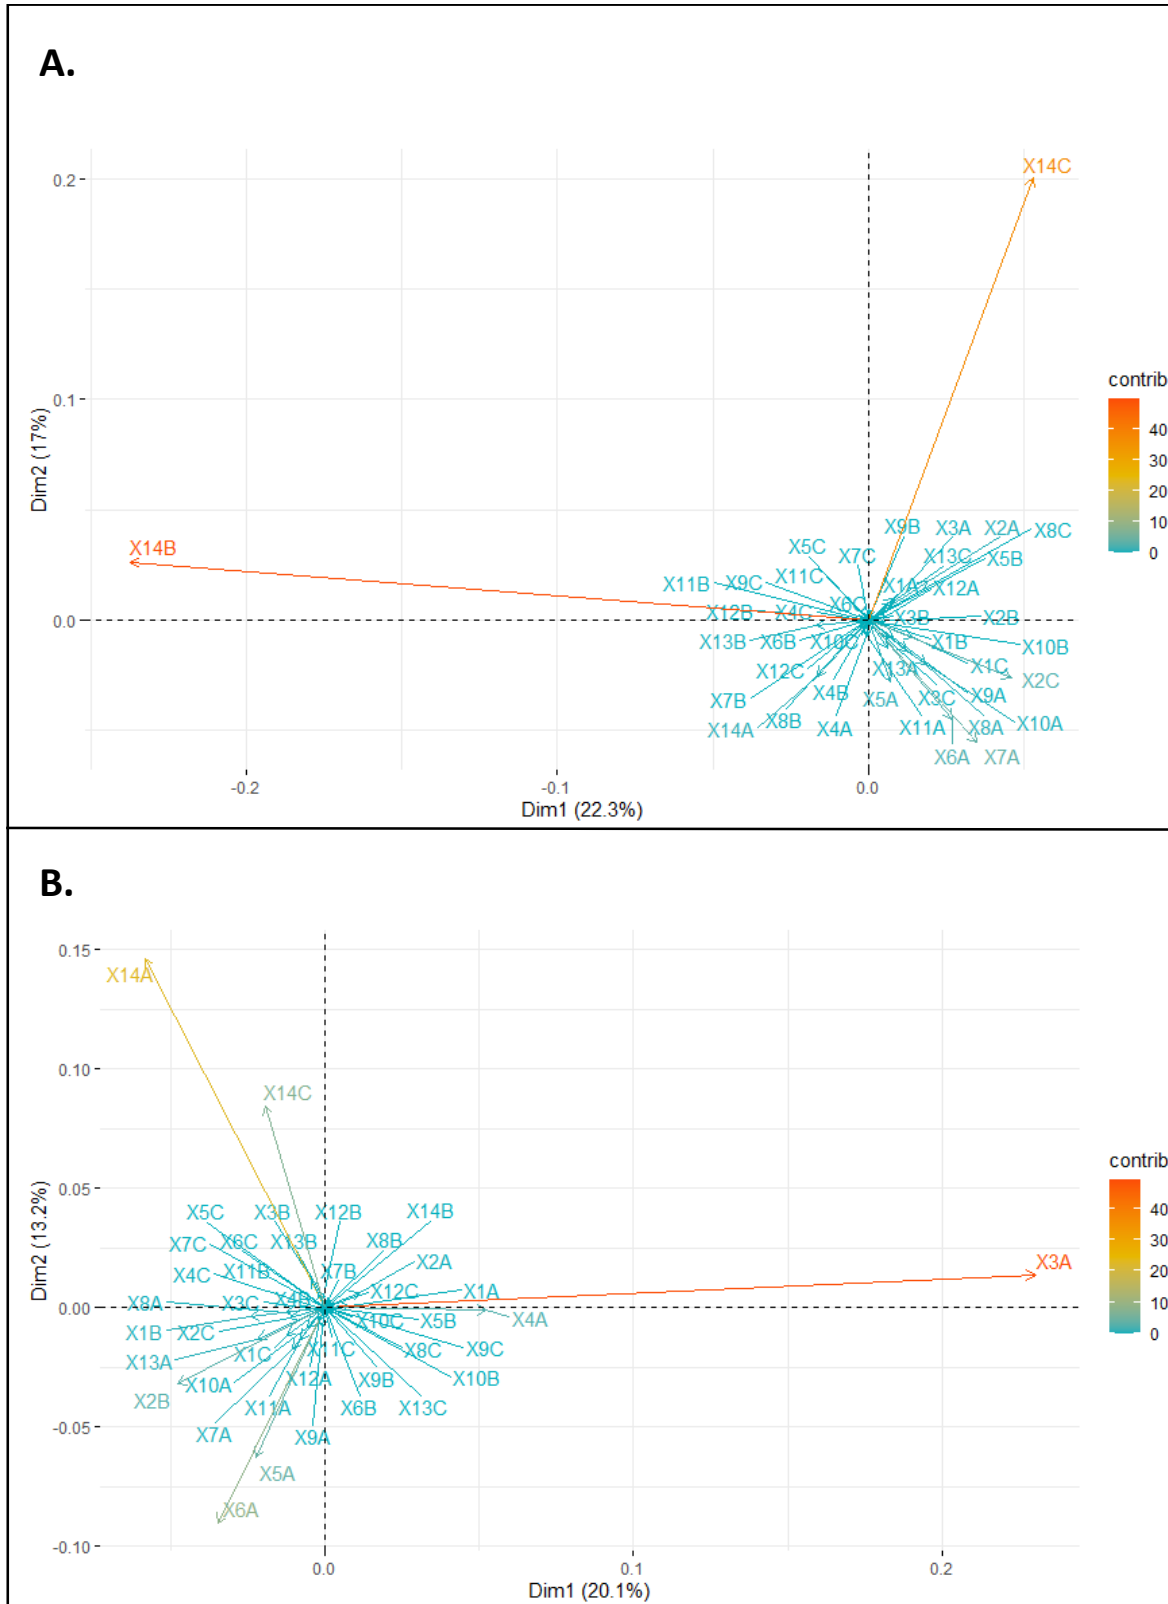 A.
X14C
0.2
contrib
0.1
40
30
20
10
0
Dim2 (17%)
X14B
X9B X3A X2A X8C
X5C X7C X13C X5B
X11B X9C X11C X1A X12A
X6C
X12B X4C X3B X2B
X13B X6B X10C X1B X10B
X12C X13A X1C X2C
X7B X4B X5A X3C X9A
X14A X8B X4A X11A X8A X10A
X6A X7A
0.0
-0.2 -0.1 0.0
Dim1 (22.3%)
B.
0.15
X14A
0.10
X14C
0.05
contrib
40
30
20
10
0
Dim2 (13.2%)
X5C X3B X12B X14B
X7C X6C X13B X8B
X4C X11B X7B X2A X3A
X8A X3C X4B X12C X1A
0.00
X1B X2C X10C X5B X4A
X13A X1C X11C X8C X9C
X2B X10A X12A X9B X10B
X11A X6B X13C
X7A X9A
-0.05
X5A
X6A
-0.10
0.0 0.1 0.2
Dim1 (20.1%)